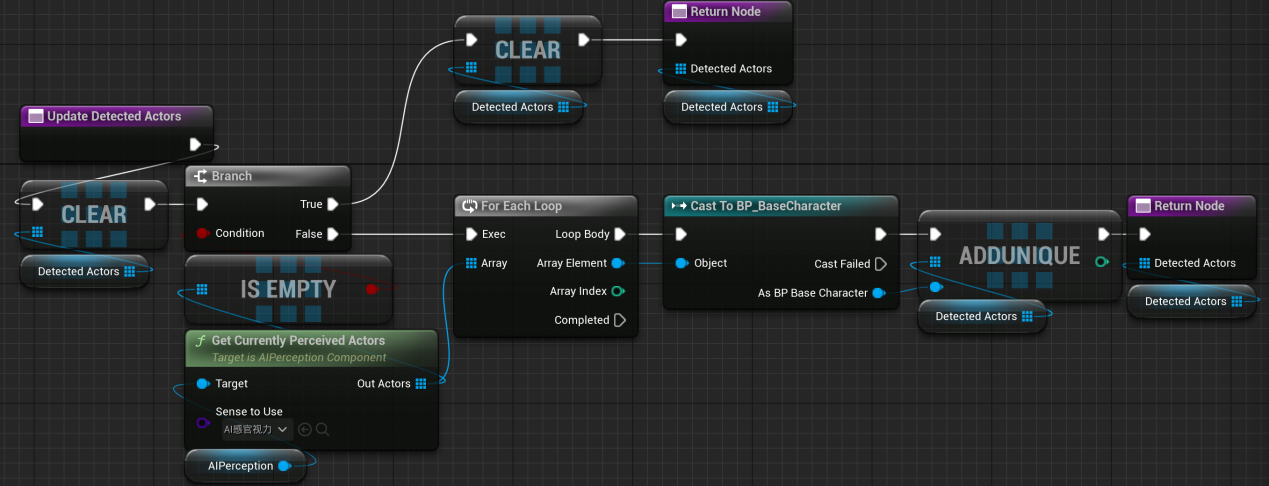 Update Detected Actors
CLEAR
Detected Actors
Branch
True
Condition
False
IS EMPTY
f Get Currently Perceived Actors
Target is AIPerception Component
Target
Out Actors
Sense to Use
AI感官视力
AIPerception
CLEAR
Detected Actors
Return Node
Detected Actors
Detected Actors
For Each Loop
Exec
Loop Body
Array
Array Element
Array Index
Completed
Cast To BP_BaseCharacter
Object
Cast Failed
As BP Base Character
ADDUNIQUE
Detected Actors
Return Node
Detected Actors
Detected Actors